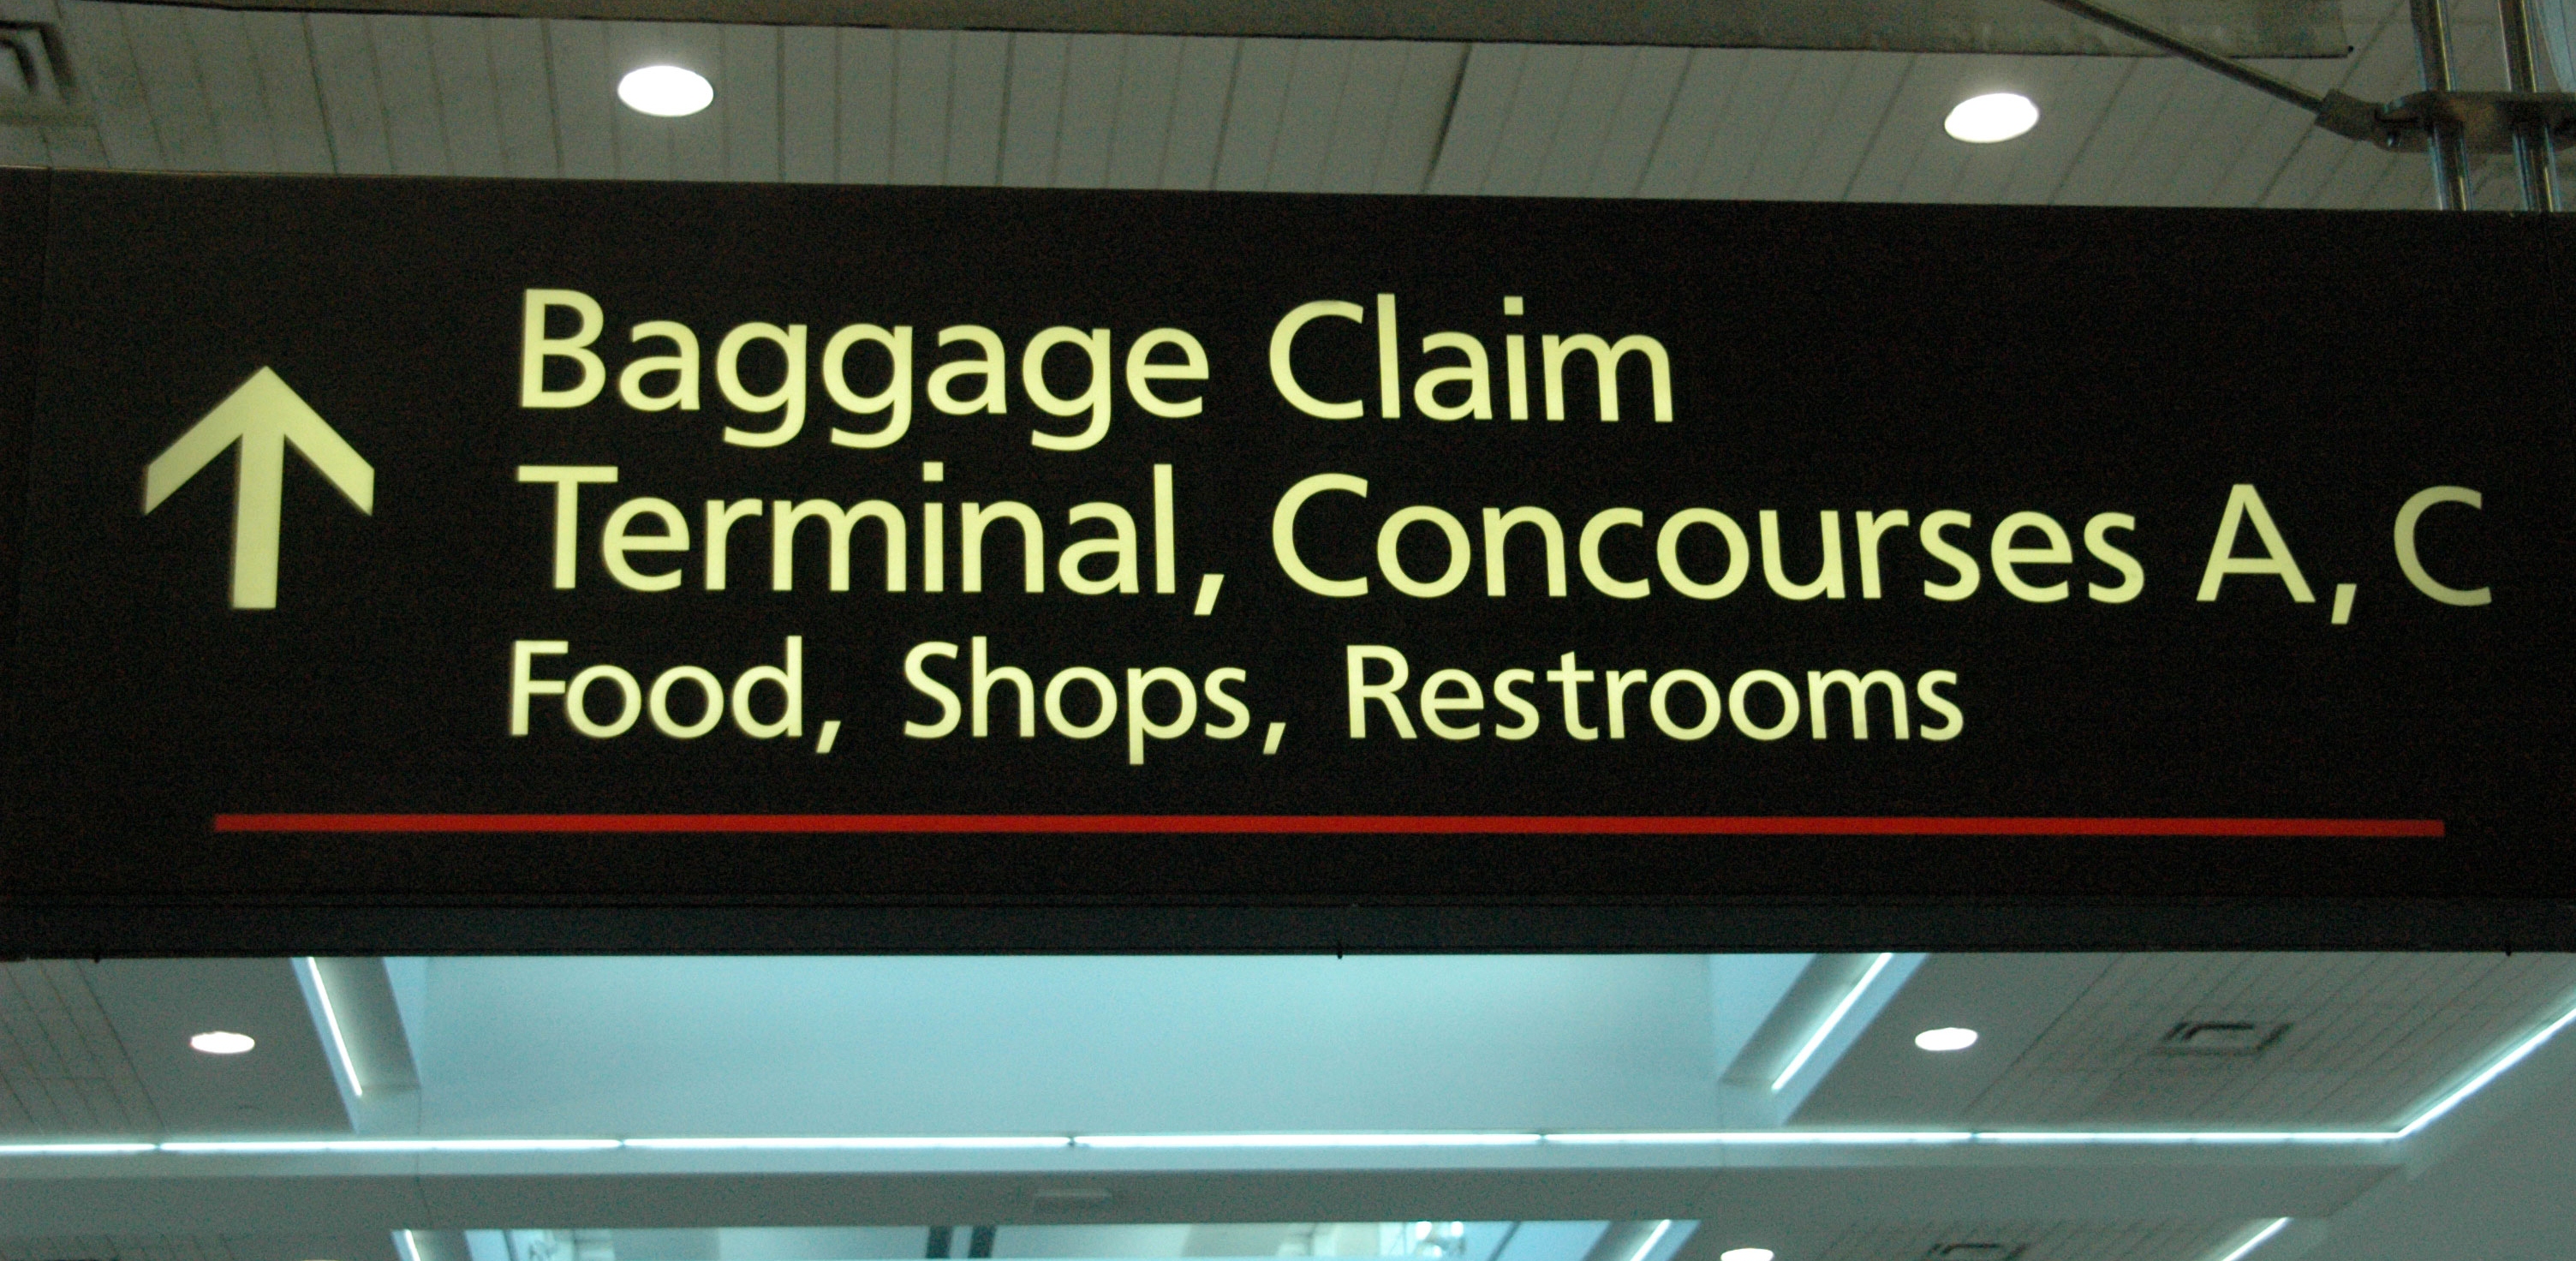 Baggage Claim
Terminal, Concourses A, C
Food, Shops, Restrooms